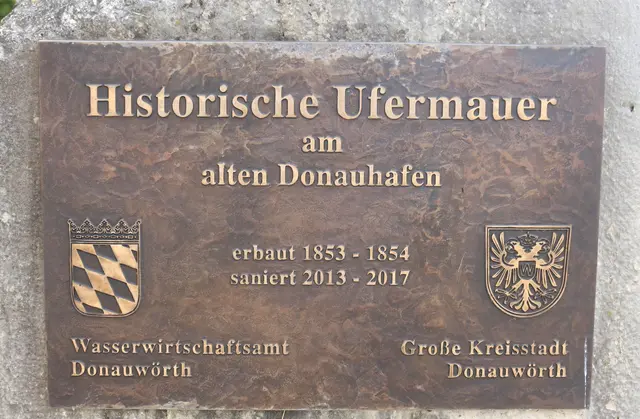 Historische Ufermauer
am
alten Donauhafen
erbaut 1853 - 1854
saniert 2013 - 2017
W
Wasserwirtschaftsamt
Donauwörth
Große Kreisstadt
Donauwörth